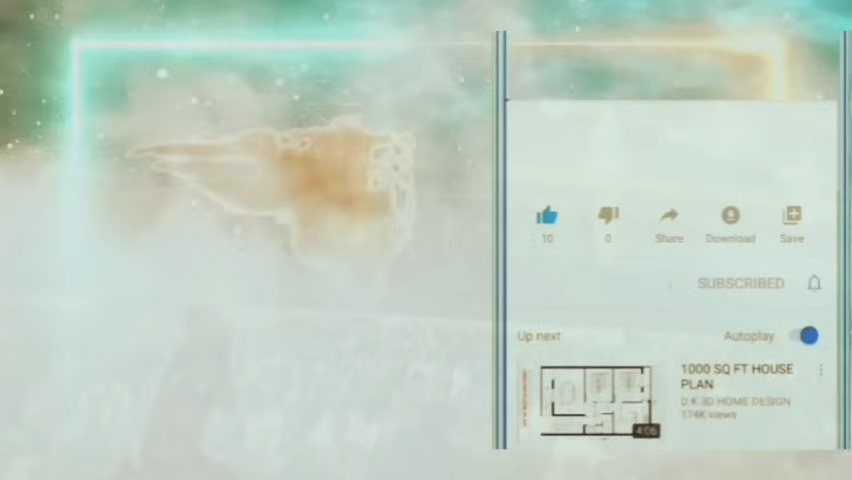 10
0
Share
Download
Save
SUBSCRIBED
Up next
Autoplay
1000 SQ FT HOUSE
PLAN
D K 3D HOME DESIGN
174K views
4:06